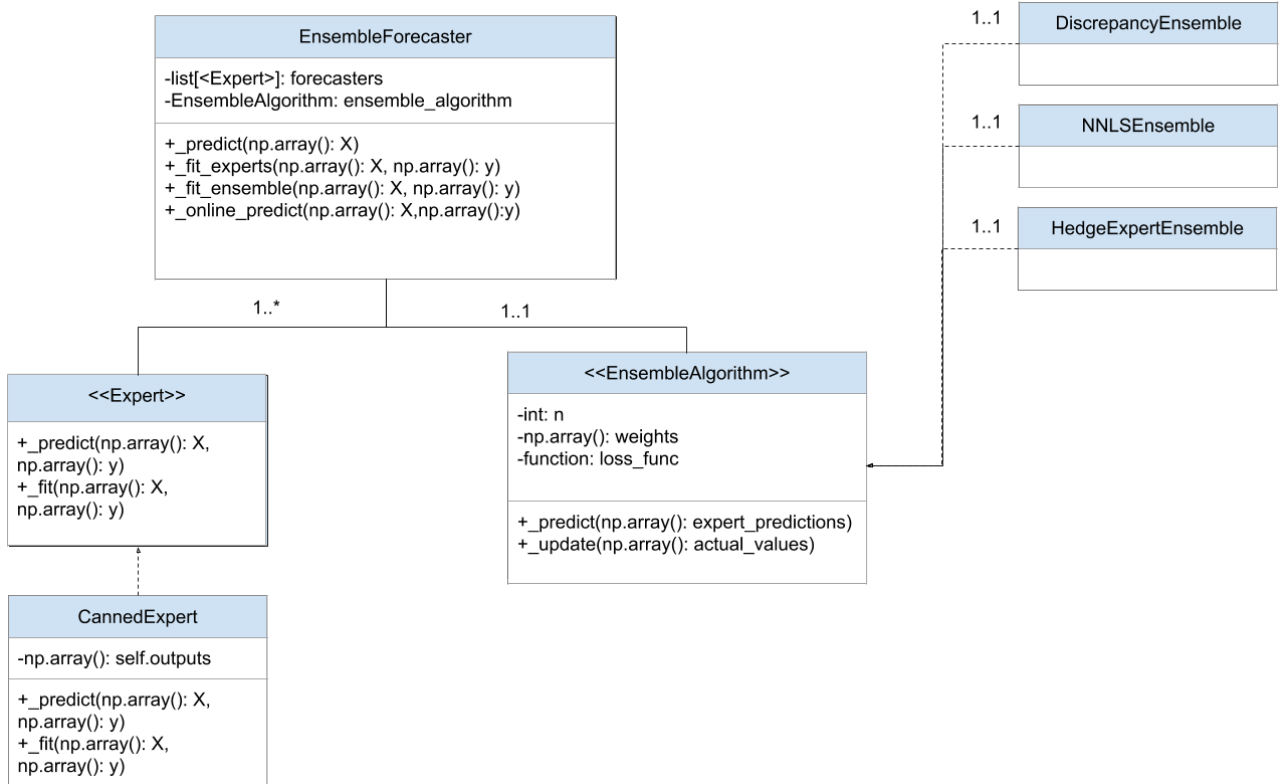 EnsembleForecaster
-list[<Expert>]: forecasters
-EnsembleAlgorithm: ensemble_algorithm
+_predict(np.array(): X)
+_fit_experts(np.array(): X, np.array(): y)
+_fit_ensemble(np.array(): X, np.array(): y)
+_online_predict(np.array(): X,np.array():y)
1..*
1..1
<<Expert>>
+_predict(np.array(): X,
np.array(): y)
+_fit(np.array(): X,
np.array(): y)
CannedExpert
-np.array(): self.outputs
+_predict(np.array(): X,
np.array(): y)
+_fit(np.array(): X,
np.array(): y)
<<EnsembleAlgorithm>>
-int: n
-np.array(): weights
-function: loss_func
+_predict(np.array(): expert_predictions)
+_update(np.array(): actual_values)
1..1
DiscrepancyEnsemble
1..1
NNLSEnsemble
1..1
HedgeExpertEnsemble